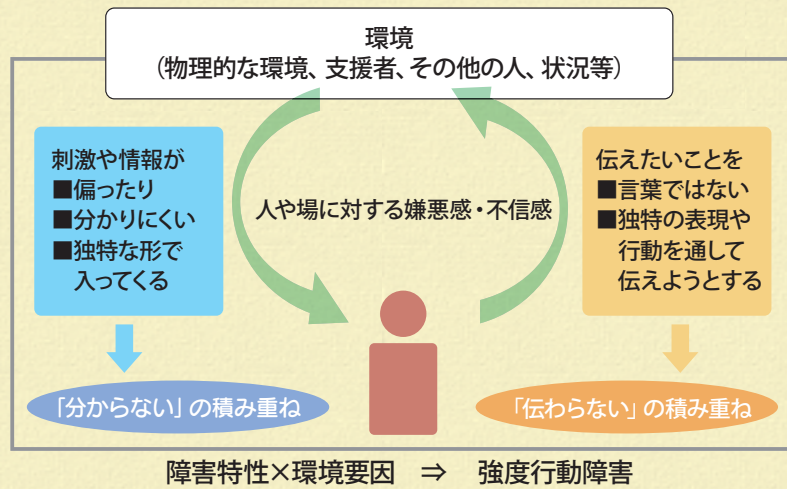 環境
（物理的な環境、支援者、その他の人、状況等）
刺激や情報が
■偏ったり
■分かりにくい
■独特な形で
入ってくる
人や場に対する嫌悪感・不信感
伝えたいことを
■言葉ではない
■独特の表現や
行動を通して
伝えようとする
「分からない」の積み重ね
「伝わらない」の積み重ね
障害特性×環境要因　⇒　強度行動障害